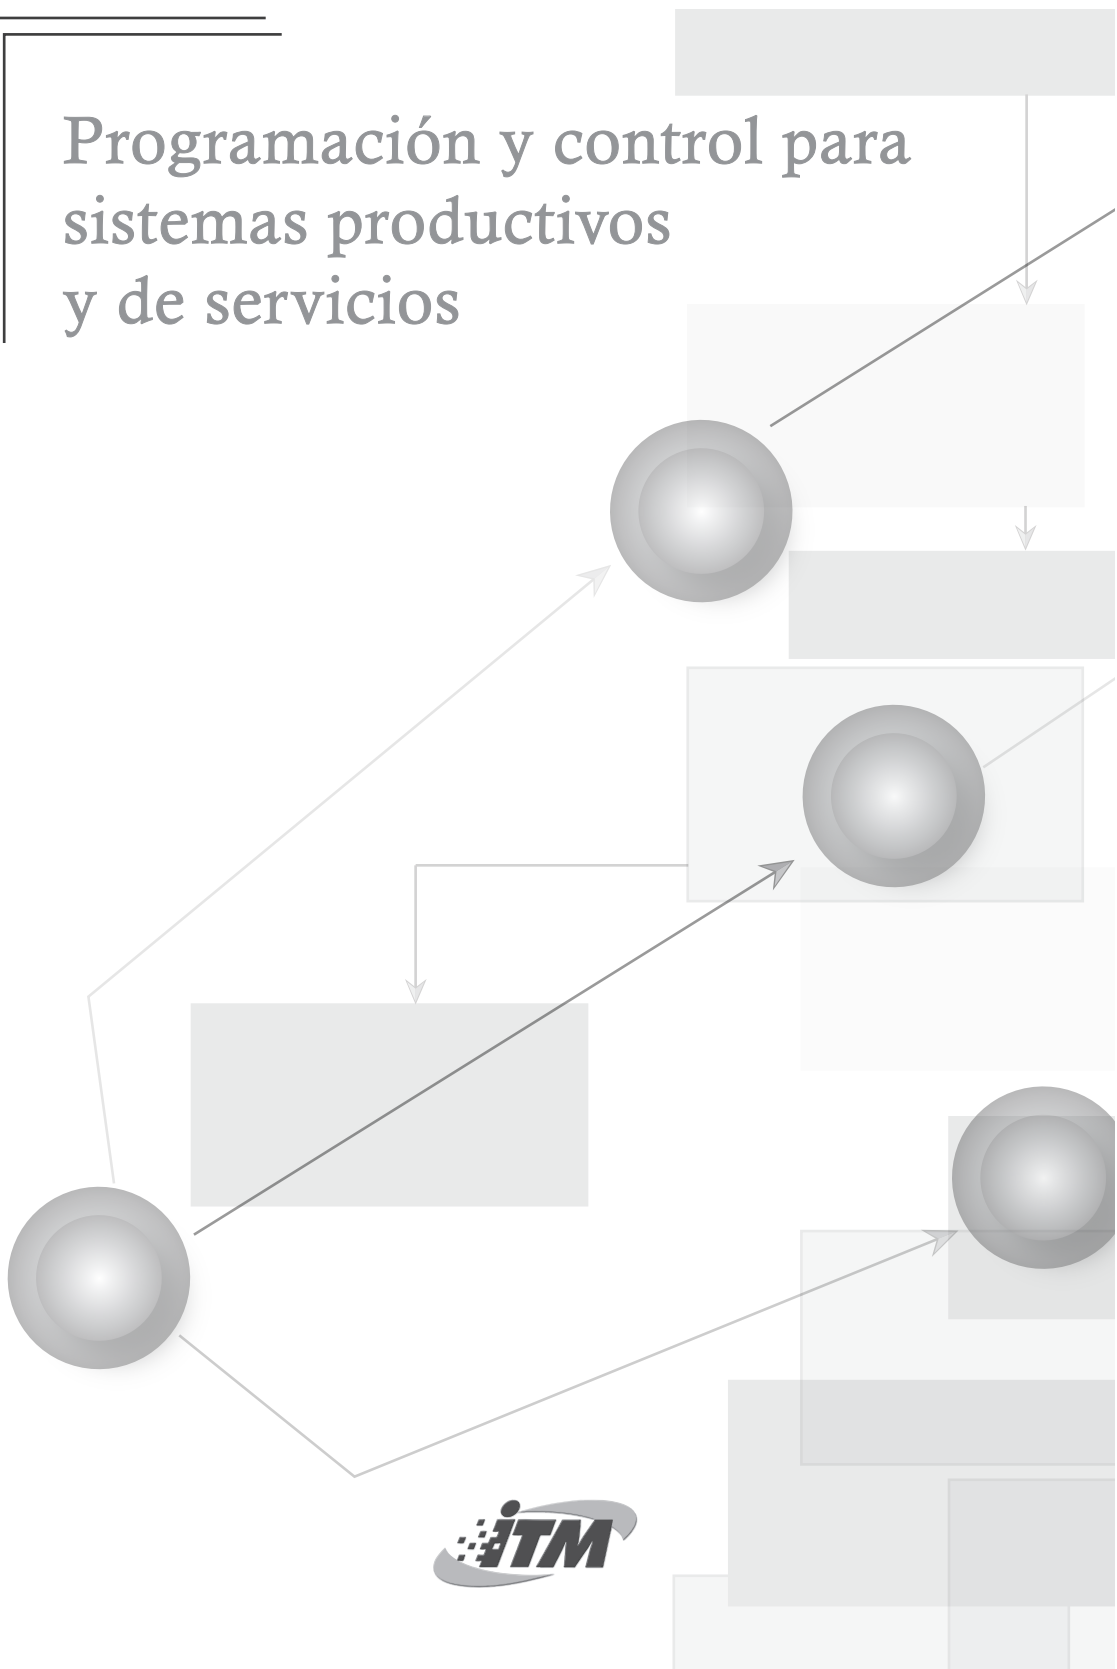 Programación y control para
sistemas productivos
y de servicios
iTM